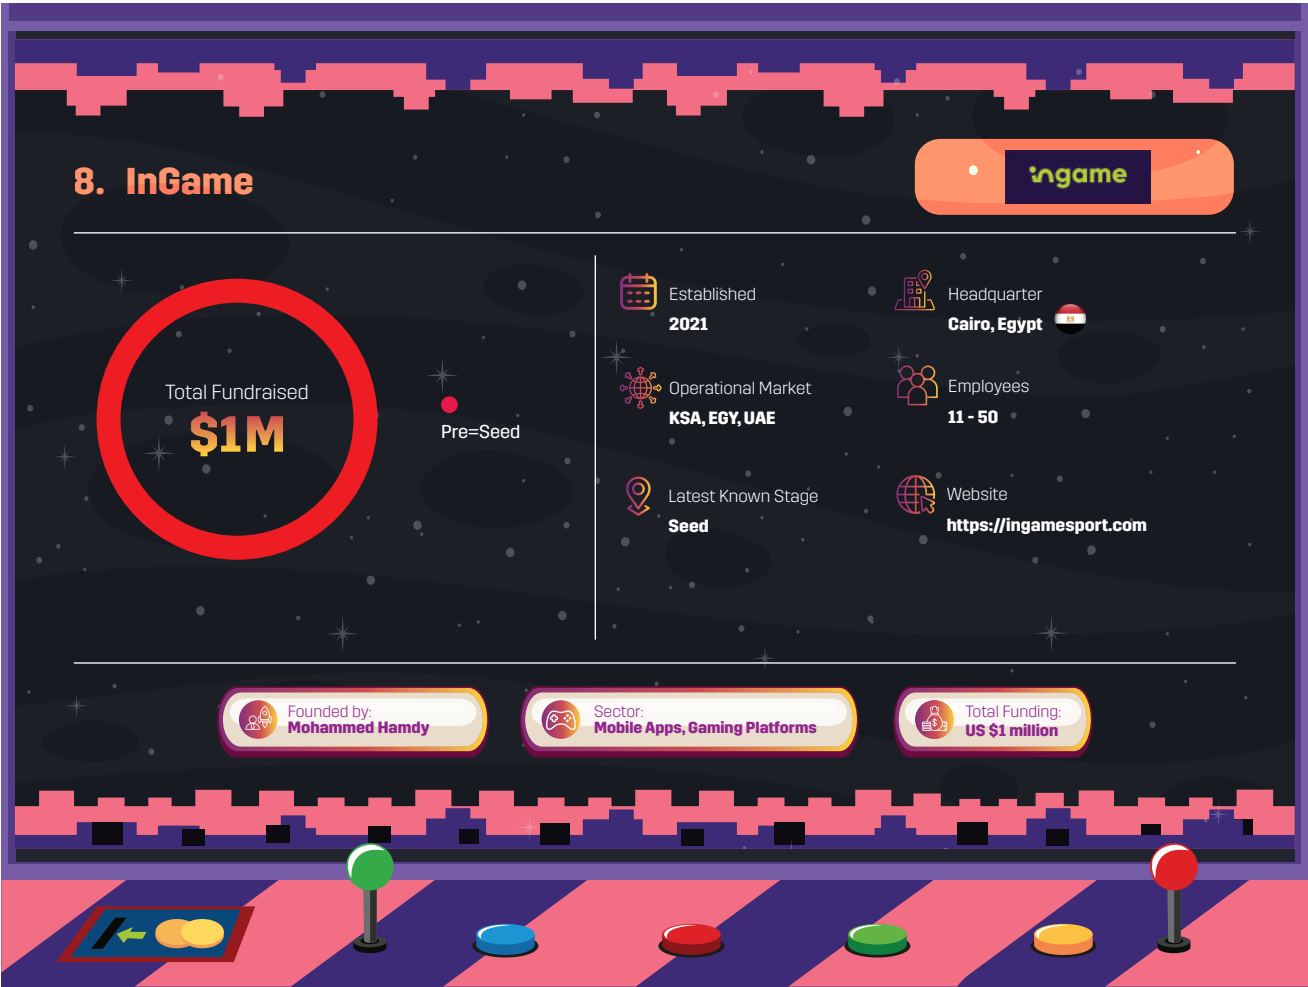 8. InGame
ingame
Total Fundraised
$1M
Pre=Seed
Established
2021
Headquarter
Cairo, Egypt
Operational Market
KSA, EGY, UAE
Employees
11 - 50
Latest Known Stage
Seed
Website
https://ingamesport.com
Founded by:
Mohammed Hamdy
Sector:
Mobile Apps, Gaming Platforms
Total Funding:
US $1 million